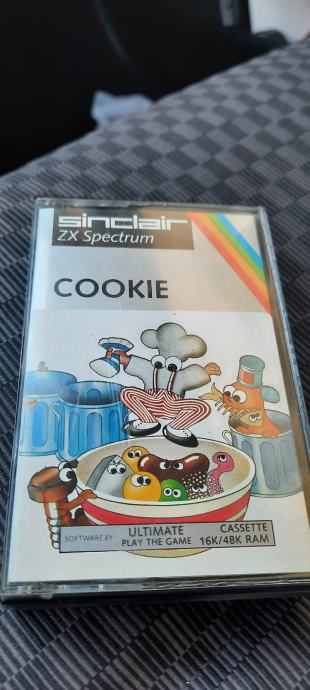 sinclair
ZX Spectrum
COOKIE
SOFTWARE BY ULTIMATE PLAY THE GAME
CASSETTE 16K/48K RAM